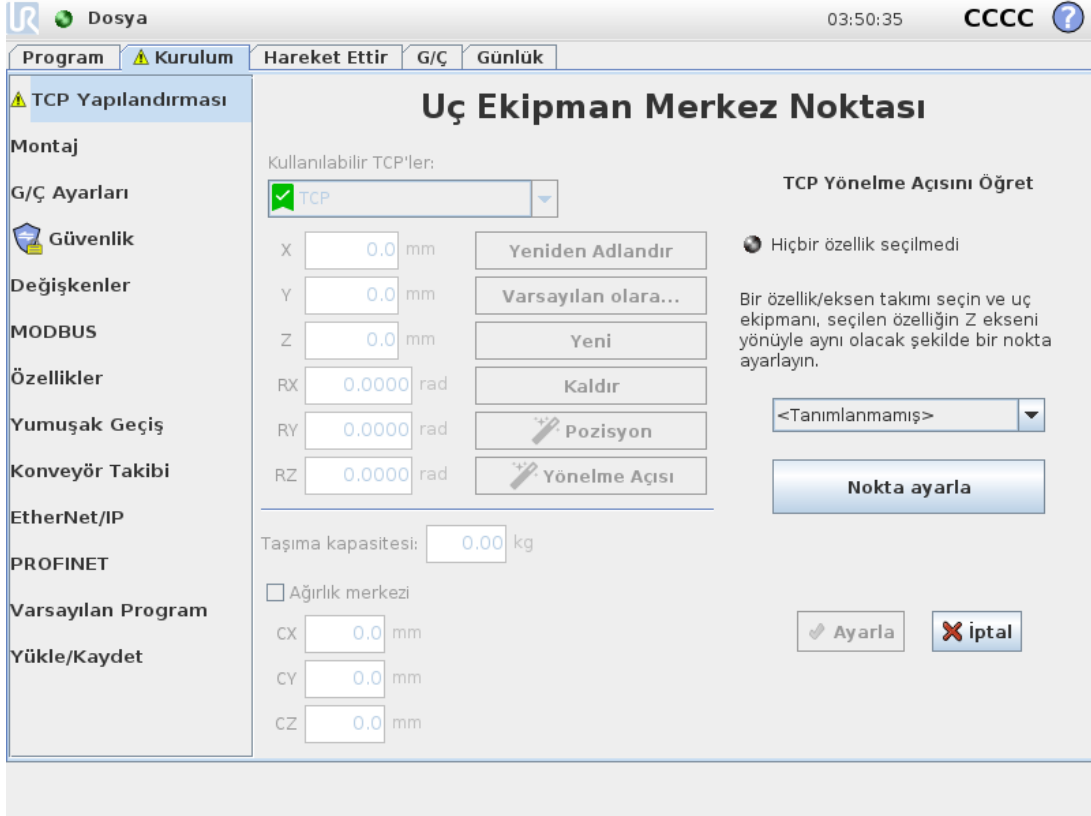 UR Dosya 03:50:35 CCCC ?
Program Kurulum Hareket Ettir G/Ç Günlük
TCP Yapılandırması
Montaj
G/Ç Ayarları
Güvenlik
Değişkenler
MODBUS
Özellikler
Yumuşak Geçiş
Konveyör Takibi
EtherNet/IP
PROFINET
Varsayılan Program
Yükle/Kaydet
Uç Ekipman Merkez Noktası
Kullanılabilir TCP'ler:
TCP
X 0.0 mm Yeniden Adlandır
Y 0.0 mm Varsayılan olara...
Z 0.0 mm Yeni
RX 0.0000 rad Kaldır
RY 0.0000 rad Pozisyon
RZ 0.0000 rad Yönelme Açısı
Taşıma kapasitesi: 0.00 kg
Ağırlık merkezi
CX 0.0 mm
CY 0.0 mm
CZ 0.0 mm
TCP Yönelme Açısını Öğret
Hiçbir özellik seçilmedi
Bir özellik/eksen takımı seçin ve uç
ekipmanı, seçilen özelliğin Z ekseni
yönüyle aynı olacak şekilde bir nokta
ayarlayın.
<Tanımlanmamış>
Nokta ayarla
Ayarla İptal